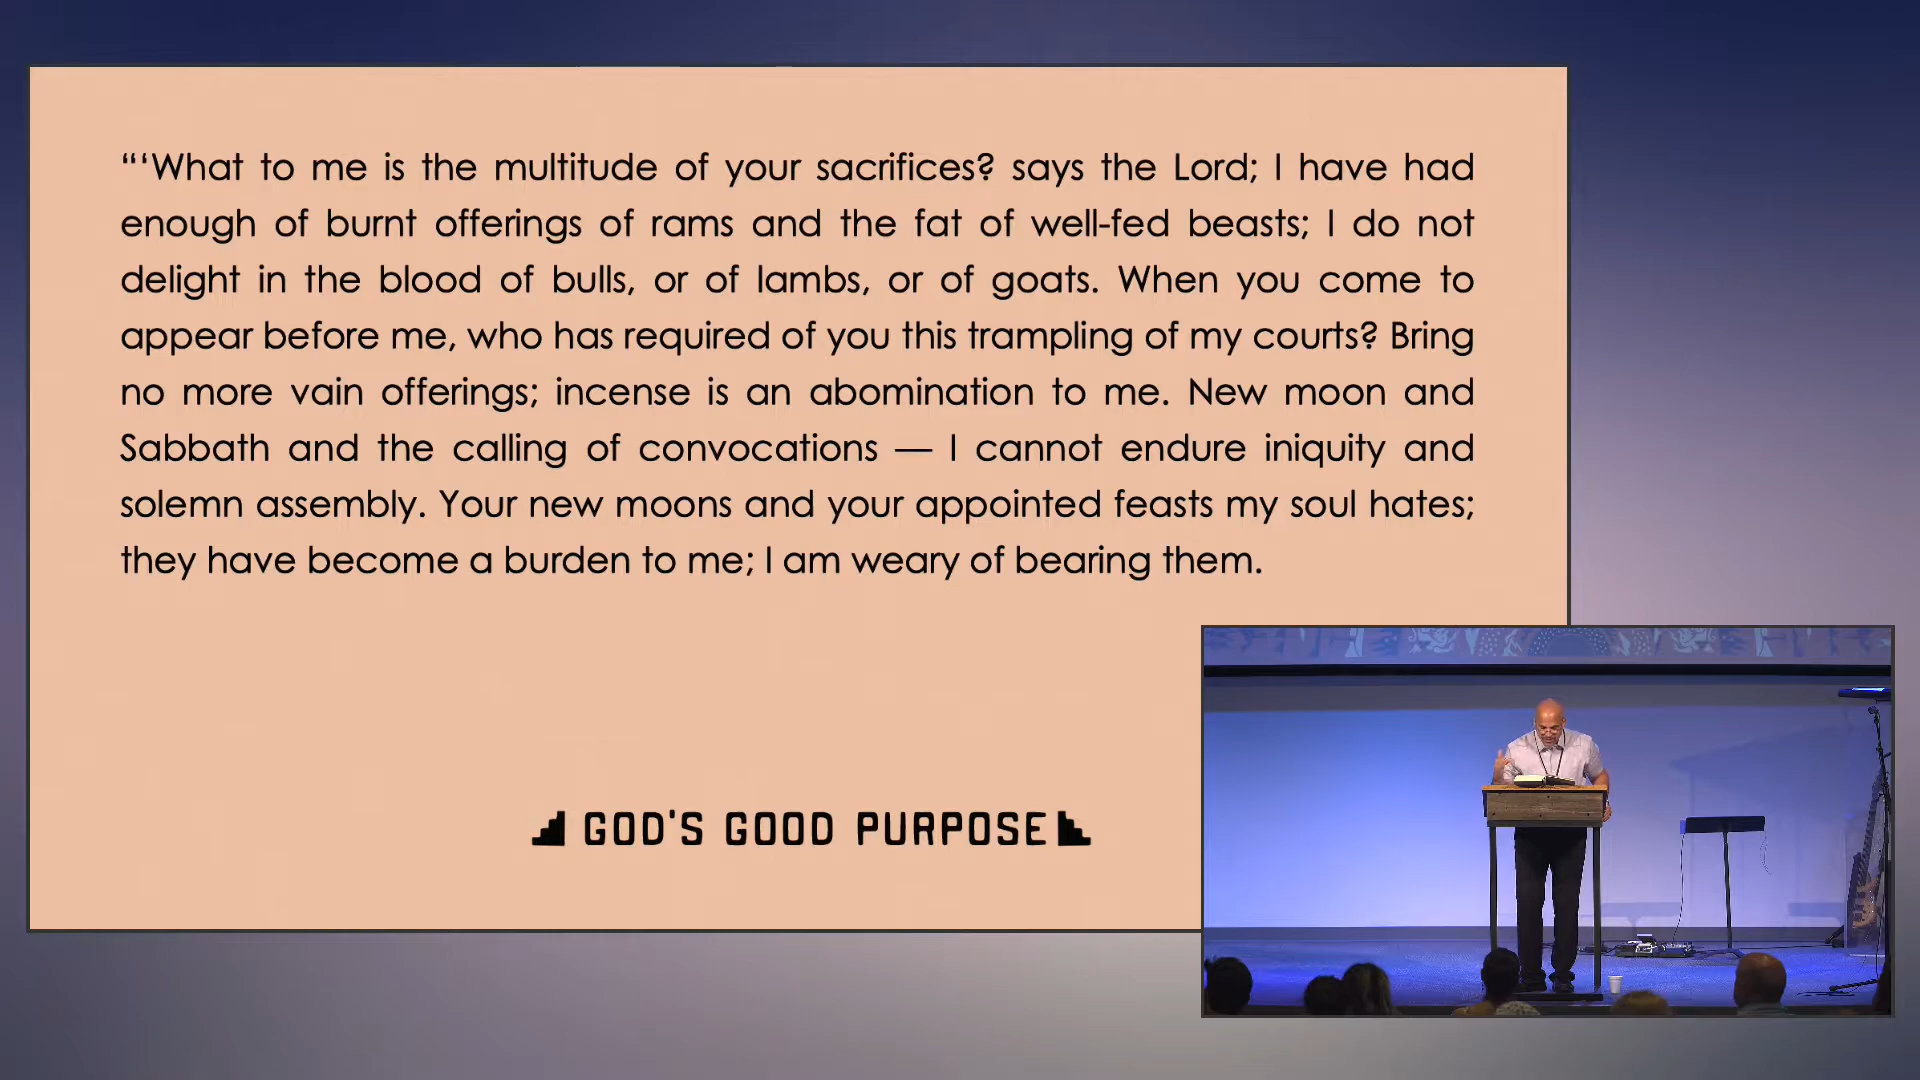 “‘What to me is the multitude of your sacrifices? says the Lord; I have had
enough of burnt offerings of rams and the fat of well-fed beasts; I do not
delight in the blood of bulls, or of lambs, or of goats. When you come to
appear before me, who has required of you this trampling of my courts? Bring
no more vain offerings; incense is an abomination to me. New moon and
Sabbath and the calling of convocations — I cannot endure iniquity and
solemn assembly. Your new moons and your appointed feasts my soul hates;
they have become a burden to me; I am weary of bearing them.
GOD'S GOOD PURPOSE